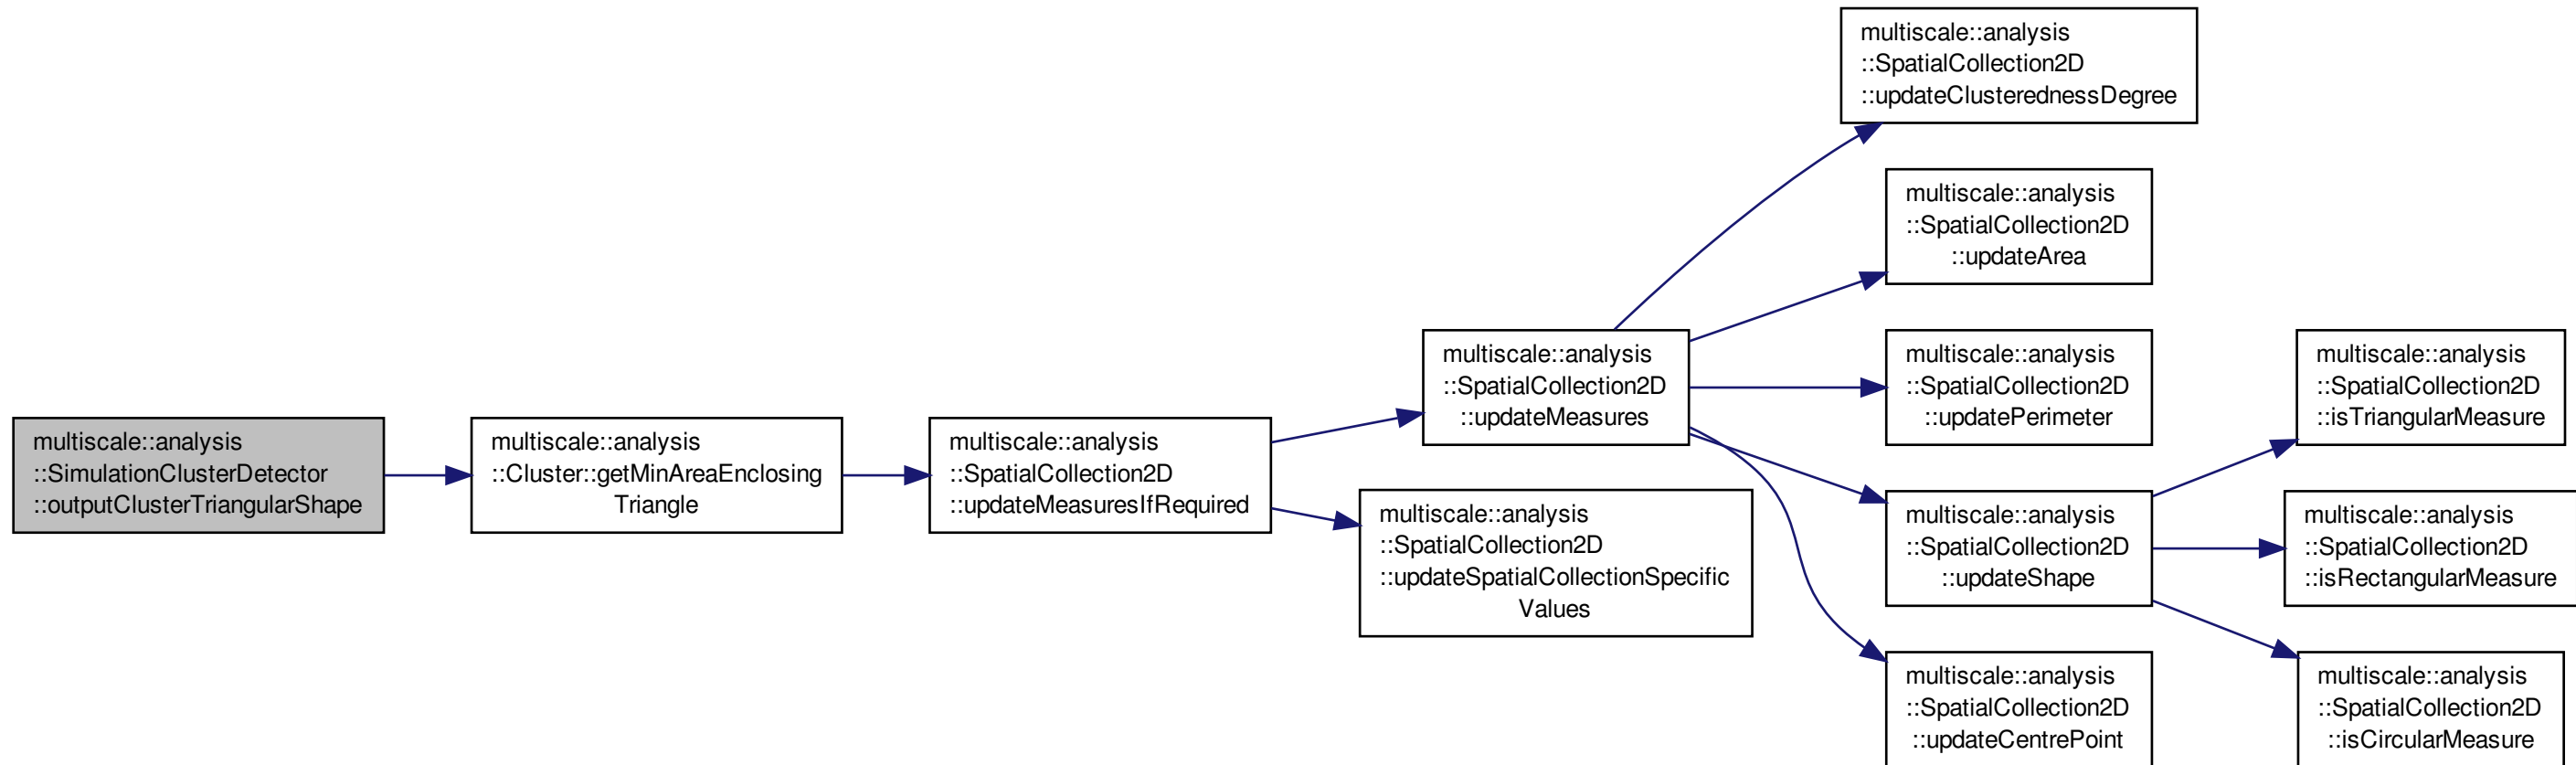 multiscale::analysis
::SimulationClusterDetector
::outputClusterTriangularShape
multiscale::analysis
::Cluster::getMinAreaEnclosing
Triangle
multiscale::analysis
::SpatialCollection2D
::updateMeasuresIfRequired
multiscale::analysis
::SpatialCollection2D
::updateMeasures
multiscale::analysis
::SpatialCollection2D
::updateSpatialCollectionSpecific
Values
multiscale::analysis
::SpatialCollection2D
::updateClusterednessDegree
multiscale::analysis
::SpatialCollection2D
::updateArea
multiscale::analysis
::SpatialCollection2D
::updatePerimeter
multiscale::analysis
::SpatialCollection2D
::updateShape
multiscale::analysis
::SpatialCollection2D
::updateCentrePoint
multiscale::analysis
::SpatialCollection2D
::isTriangularMeasure
multiscale::analysis
::SpatialCollection2D
::isRectangularMeasure
multiscale::analysis
::SpatialCollection2D
::isCircularMeasure